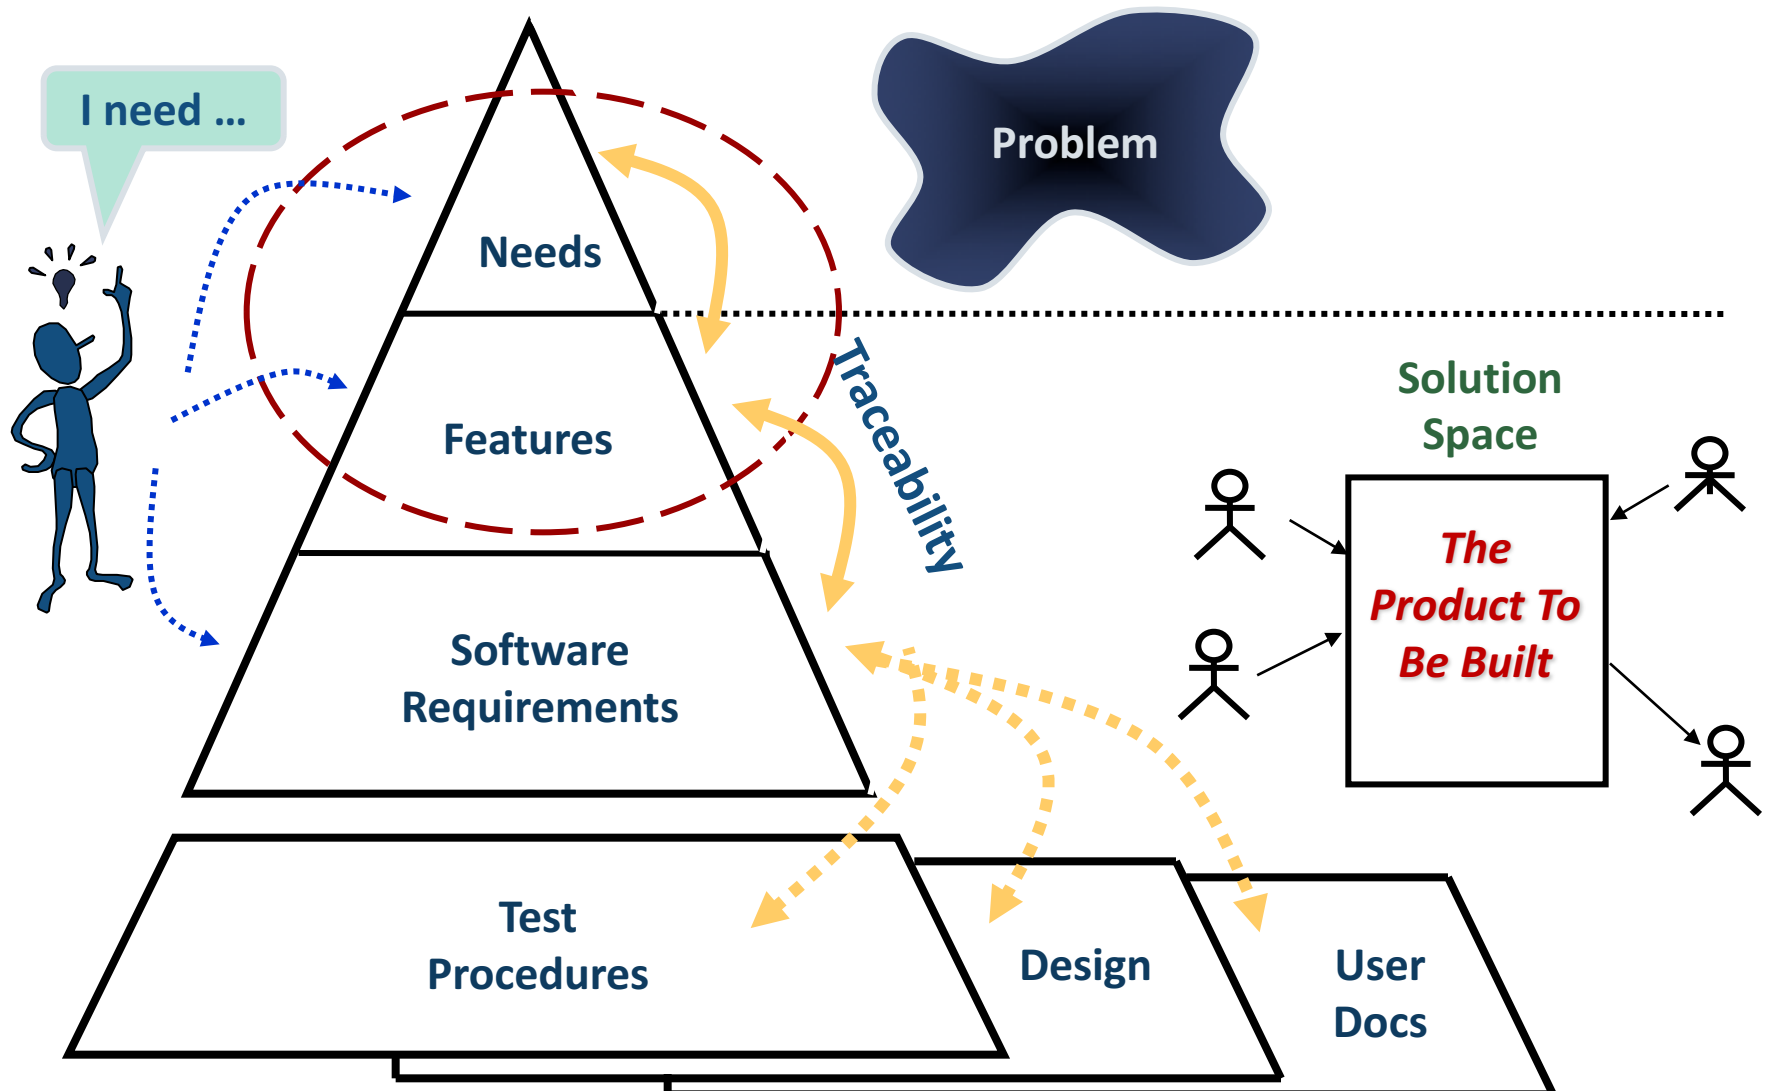 I need ...
Problem
Needs
Traceability
Solution
Space
Features
The
Product To
Be Built
Software
Requirements
Test
Procedures
Design
User
Docs